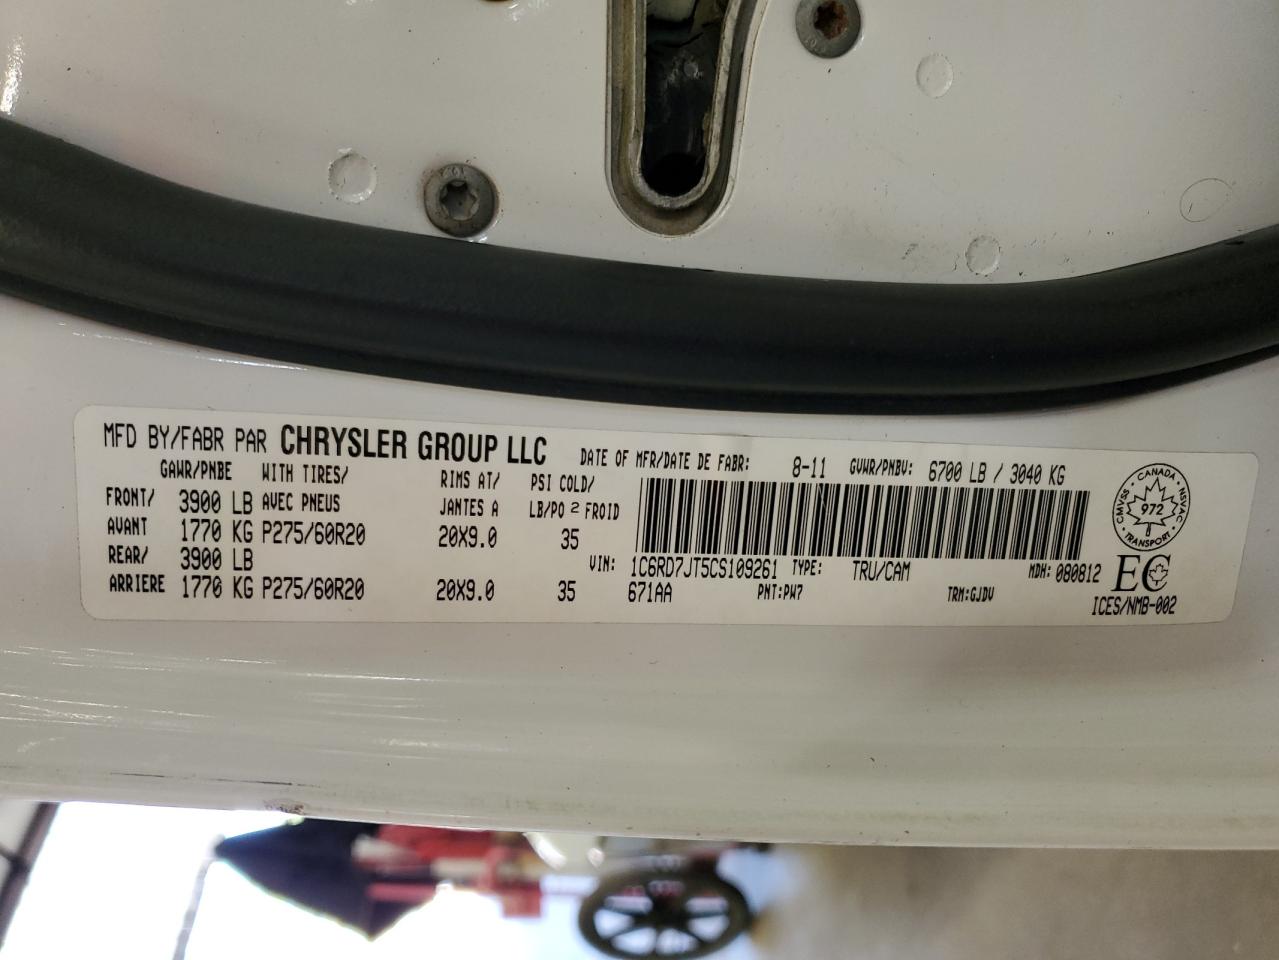 MFD BY/FABR PAR CHRYSLER GROUP LLC DATE OF MFR/DATE DE FABR: 8-11 GVWR/PNBV: 6700 LB / 3040 KG
GAWR/PNBE WITH TIRES/ RIMS AT/ PSI COLD/
FRONT/ 3900 LB AVEC PNEUS JANTES A LB/PO 2 FROID
AVANT 1770 KG P275/60R20 20X9.0 35
REAR/ 3900 LB VIN: 1C6RD7JT5CS109261 TYPE: TRU/CAM MDH: 080812
ARRIERE 1770 KG P275/60R20 20X9.0 35 671AA PNT:PW7 TRM:GJDV
CANADA
CMVSS 972 NSVAC
TRANSPORT
EC
ICES/NMB-002